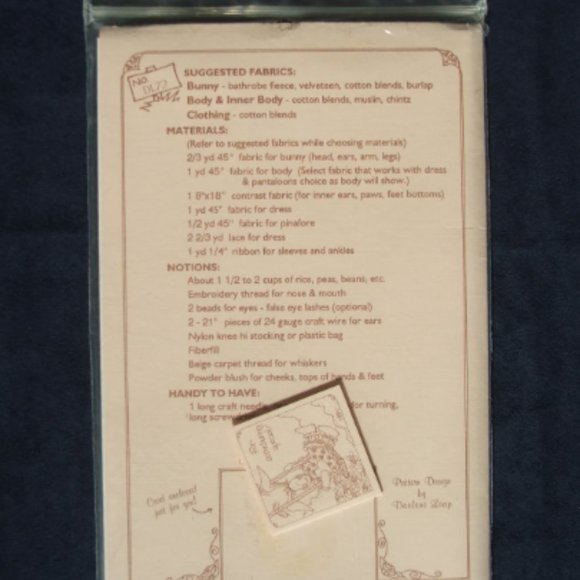 No.
DL77
SUGGESTED FABRICS:
Bunny - bathrobe fleece, velveteen, cotton blends, burlap
Body & Inner Body - cotton blends, muslin, chintz
Clothing - cotton blends
MATERIALS:
(Refer to suggested fabrics while choosing materials)
2/3 yd 45" fabric for bunny (head, ears, arm, legs)
1 yd 45" fabric for body (Select fabric that works with dress
& pantaloons choice as body will show.)
1 8"x18" contrast fabric (for inner ears, paws, feet bottoms)
1 yd 45" fabric for dress
1/2 yd 45" fabric for pinafore
2 2/3 yd lace for dress
1 yd 1/4" ribbon for sleeves and ankles
NOTIONS:
About 1 1/2 to 2 cups of rice, peas, beans, etc.
Embroidery thread for nose & mouth
2 beads for eyes - false eye lashes (optional)
2 - 21" pieces of 24 gauge craft wire for ears
Nylon knee hi stocking or plastic bag
Fiberfill
Beige carpet thread for whiskers
Powder blush for cheeks, tops of hands & feet
HANDY TO HAVE:
1 long craft needle for turning,
long
Card enclosed
just for you!
Pattern Design
by
Darlene